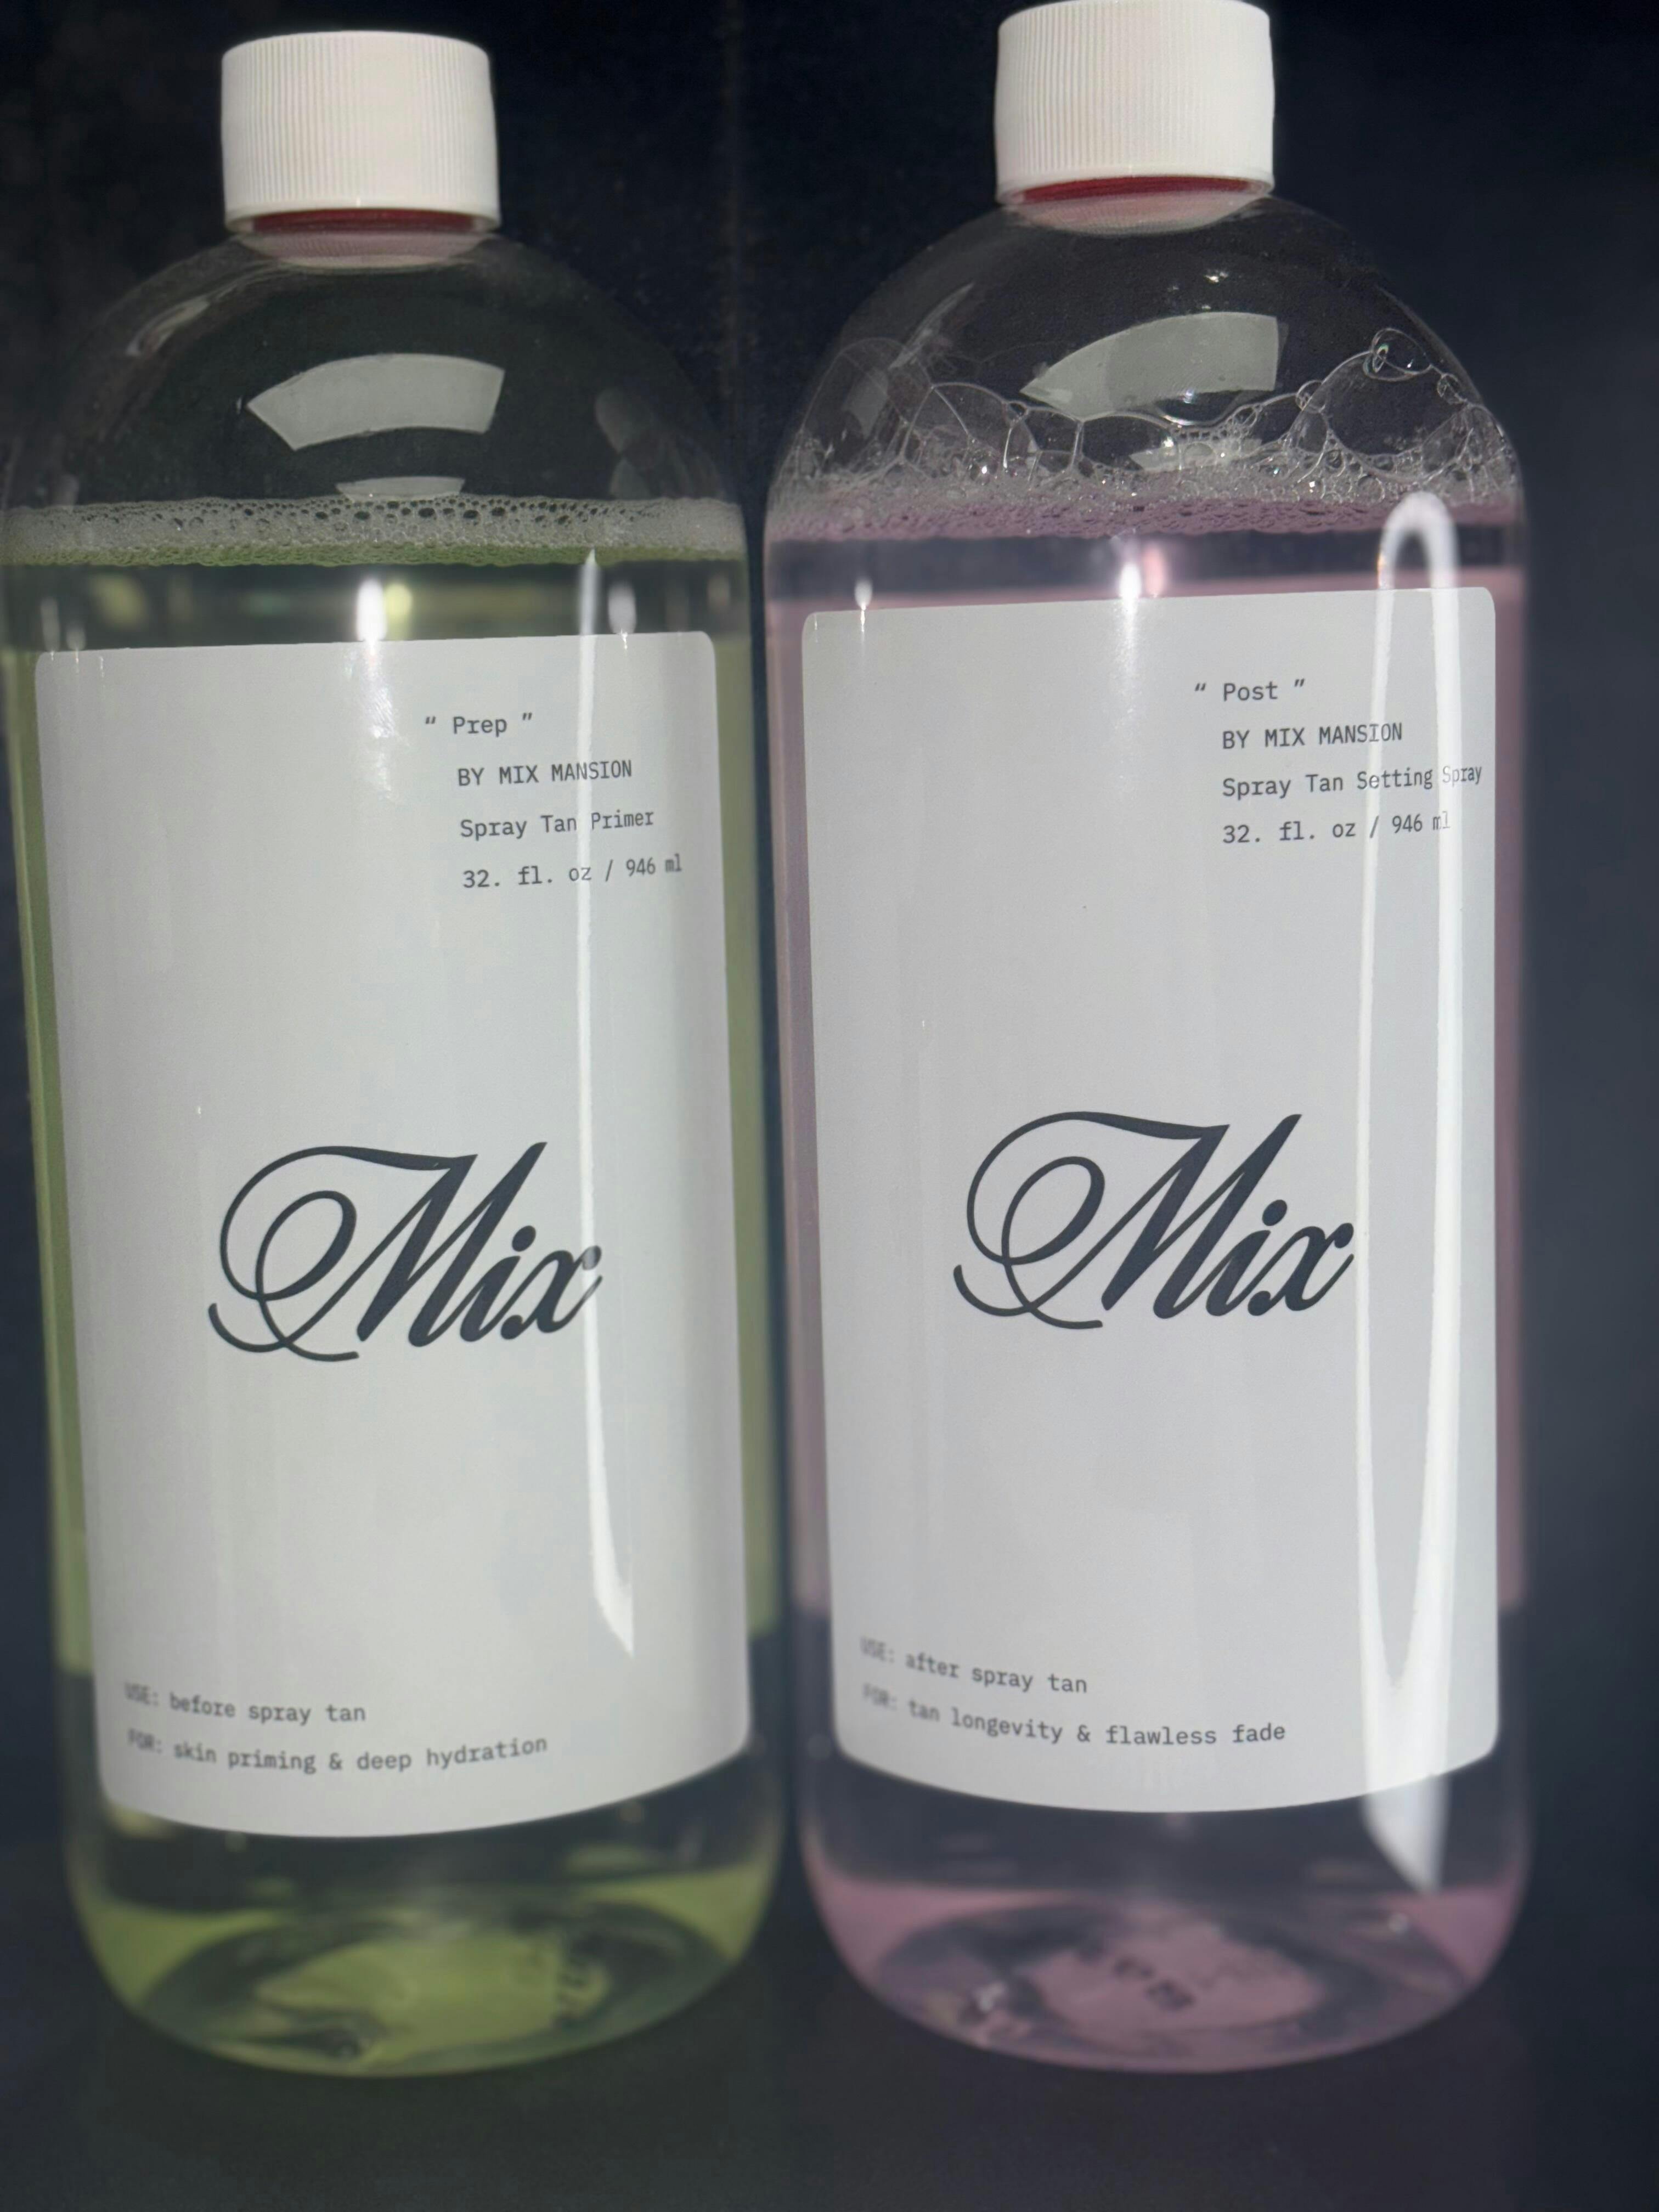 “ Prep ”
BY MIX MANSION
Spray Tan Primer
32. fl. oz / 946 ml
Mix
USE: before spray tan
FOR: skin priming & deep hydration
“ Post ”
BY MIX MANSION
Spray Tan Setting Spray
32. fl. oz / 946 ml
Mix
USE: after spray tan
FOR: tan longevity & flawless fade